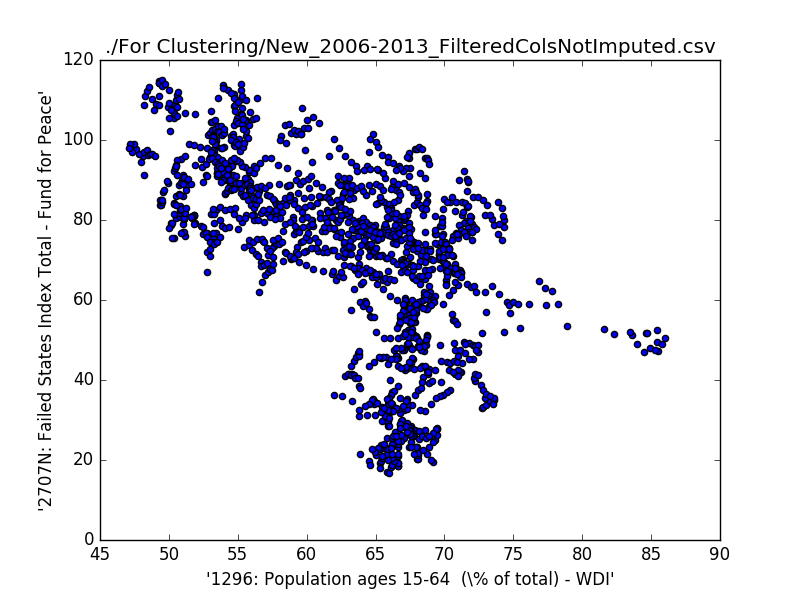 ./For Clustering/New_2006-2013_FilteredColsNotImputed.csv
'2707N: Failed States Index Total - Fund for Peace'
120
100
80
60
40
20
0
45 50 55 60 65 70 75 80 85 90
'1296: Population ages 15-64  (\% of total) - WDI'